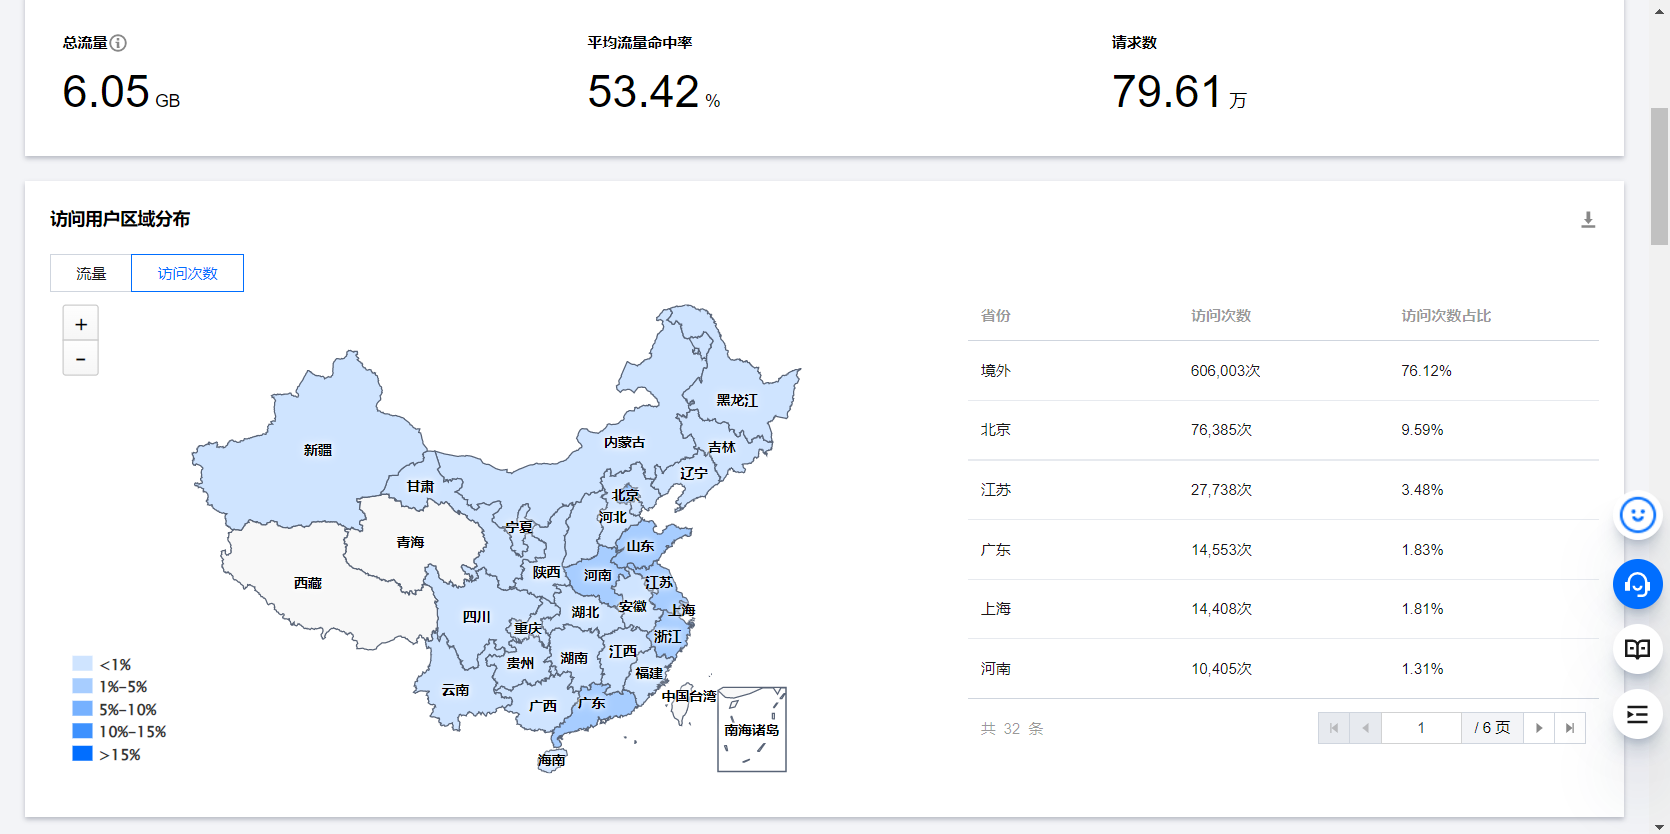 总流量 平均流量命中率 请求数
6.05 GB 53.42 % 79.61 万
访问用户区域分布
流量 访问次数
+
−
省份 访问次数 访问次数占比
境外 606,003次 76.12%
北京 76,385次 9.59%
江苏 27,738次 3.48%
广东 14,553次 1.83%
上海 14,408次 1.81%
河南 10,405次 1.31%
共 32 条 1 / 6 页
黑龙江
内蒙古
吉林
新疆
辽宁
甘肃
北京
河北
宁夏
青海
山东
陕西
河南
西藏
江苏
安徽
湖北
上海
四川
重庆
浙江
江西
湖南
贵州
福建
云南
中国台湾
广东
广西
南海诸岛
海南
<1%
1%–5%
5%–10%
10%–15%
>15%